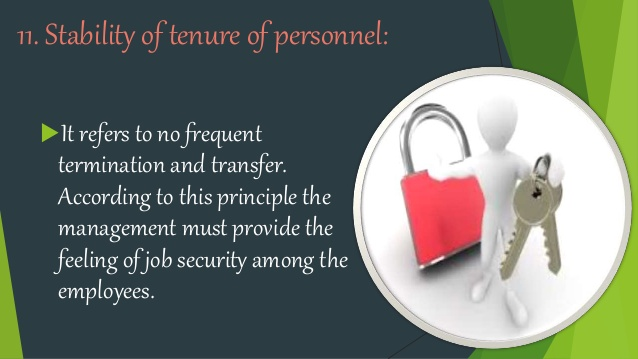 11. Stability of tenure of personnel:
It refers to no frequent
termination and transfer.
According to this principle the
management must provide the
feeling of job security among the
employees.